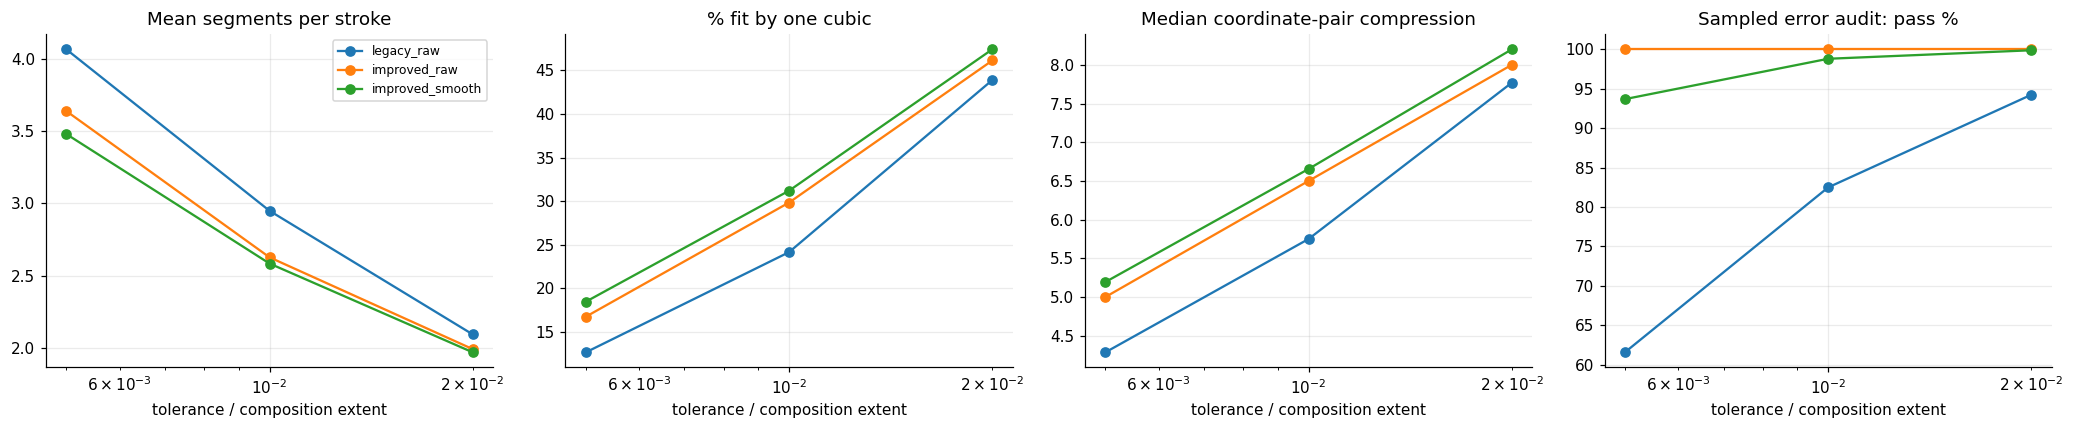 Mean segments per stroke
4.0
3.5
3.0
2.5
2.0
legacy_raw
improved_raw
improved_smooth
6 × 10⁻³
10⁻²
2 × 10⁻²
tolerance / composition extent
% fit by one cubic
45
40
35
30
25
20
15
6 × 10⁻³
10⁻²
2 × 10⁻²
tolerance / composition extent
Median coordinate-pair compression
8.0
7.5
7.0
6.5
6.0
5.5
5.0
4.5
6 × 10⁻³
10⁻²
2 × 10⁻²
tolerance / composition extent
Sampled error audit: pass %
100
95
90
85
80
75
70
65
60
6 × 10⁻³
10⁻²
2 × 10⁻²
tolerance / composition extent